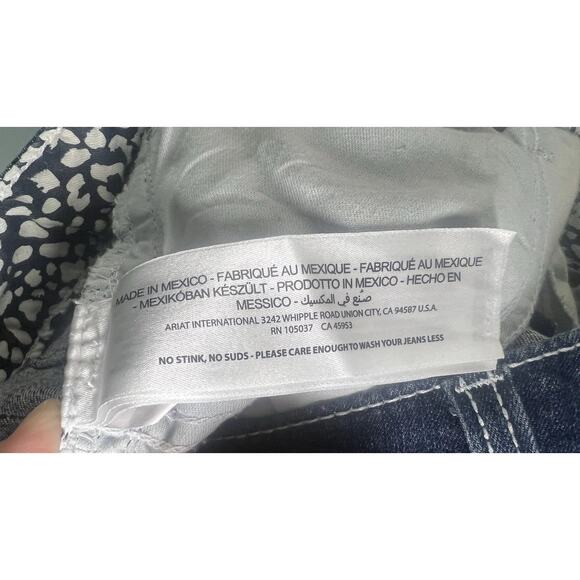 MADE IN MEXICO - FABRIQUÉ AU MEXIQUE - FABRIQUÉ AU MEXIQUE
- MEXIKÓBAN KÉSZÜLT - PRODOTTO IN MEXICO - HECHO EN
MESSICO - صنع في المكسيك
ARIAT INTERNATIONAL 3242 WHIPPLE ROAD UNION CITY, CA 94587 U.S.A.
RN 105037 CA 45953
NO STINK, NO SUDS - PLEASE CARE ENOUGH TO WASH YOUR JEANS LESS